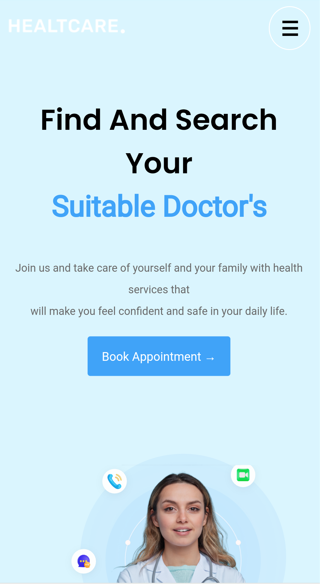 HEALTCARE.
Find And Search
Your
Suitable Doctor's
Join us and take care of yourself and your family with health
services that
will make you feel confident and safe in your daily life.
Book Appointment →